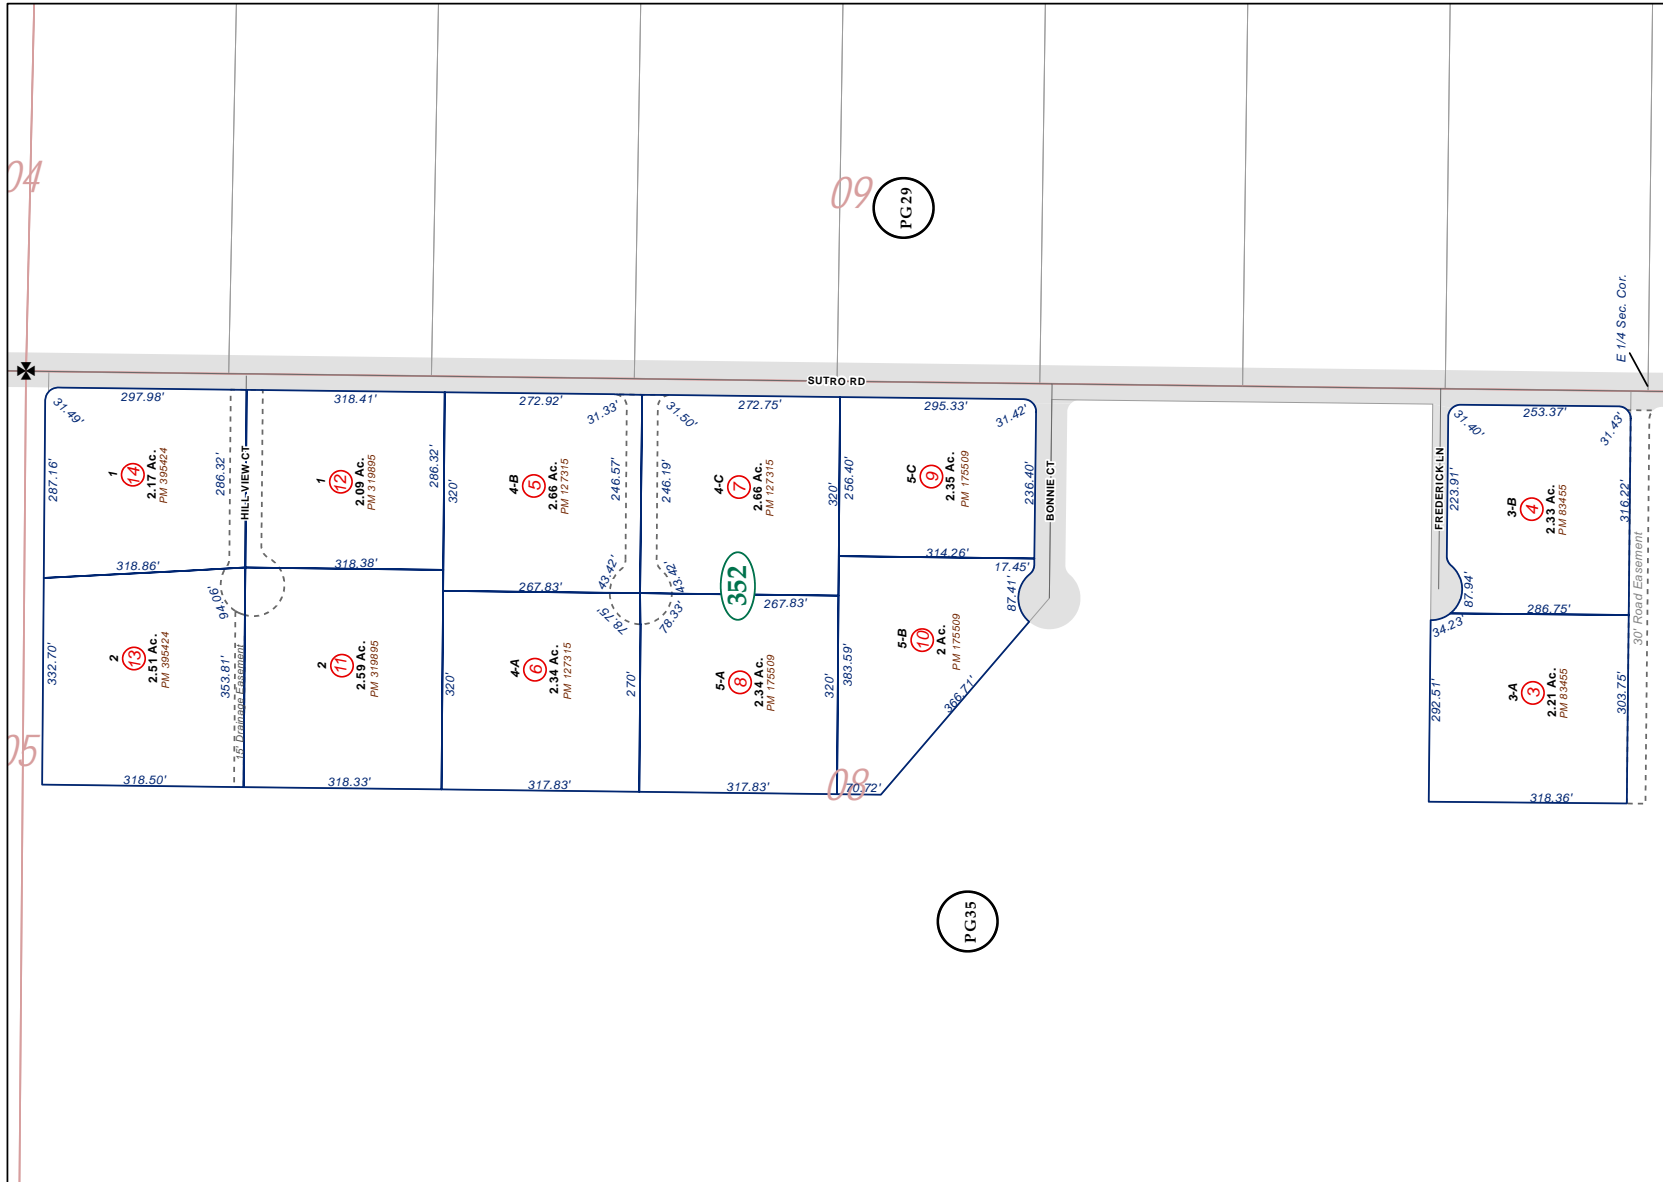 04
09
PG29
E 1/4 Sec. Cor.
SUTRO RD
297.98'
31.49'
287.16'
1
14
2.17 Ac.
PM 395424
286.32'
HILL-VIEW-CT
318.86'
318.41'
1
12
2.09 Ac.
PM 319895
286.32'
318.38'
272.92'
31.33'
320'
4-B
5
2.66 Ac.
PM 127315
246.57'
43.42'
267.83'
272.75'
31.50'
246.19'
4-C
7
2.66 Ac.
PM 127315
320'
43.42'
352
267.83'
295.33'
31.42'
256.40'
5-C
9
2.35 Ac.
PM 175509
236.40'
314.26'
17.45'
87.41'
BONNIE-CT
FREDERICK-LN
253.37'
31.40'
31.43'
223.91'
3-B
4
2.33 Ac.
PM 83455
316.22'
87.94'
286.75'
34.23'
30' Road Easement
332.70'
2
13
2.51 Ac.
PM 395424
94.06'
353.81'
15' Drainage Easement
318.50'
2
11
2.59 Ac.
PM 319895
320'
318.33'
4-A
6
2.34 Ac.
PM 127315
78.75'
270'
317.83'
78.33'
5-A
8
2.34 Ac.
PM 175509
320'
317.83'
383.59'
5-B
10
2 Ac.
PM 175509
366.71'
70.72'
292.51'
3-A
3
2.21 Ac.
PM 83455
303.75'
318.36'
05
08
PG35